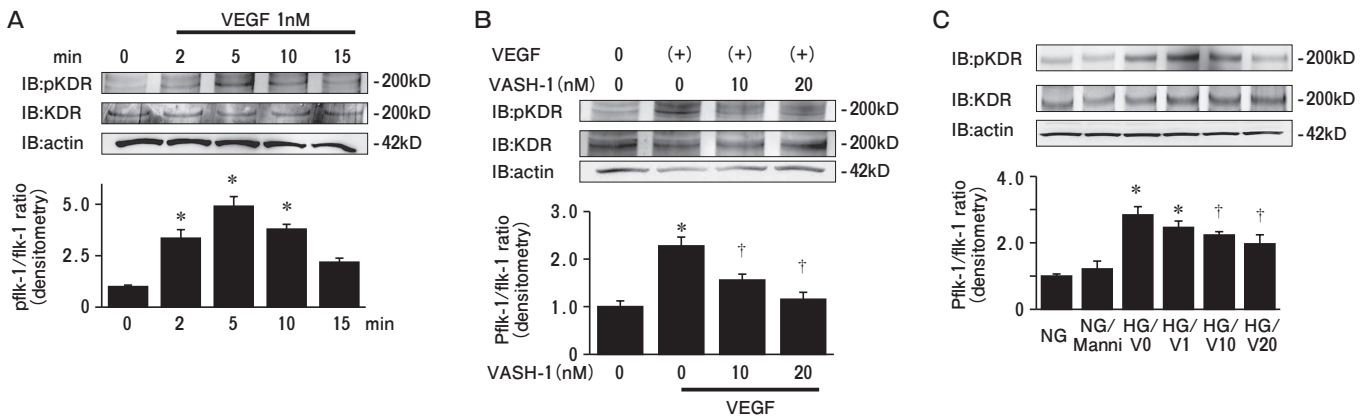 A
VEGF 1nM
min 0 2 5 10 15
IB:pKDR -200kD
IB:KDR -200kD
IB:actin -42kD
pflk-1/flk-1 ratio
(densitometry)
5.0
2.5
0
* * *
0 2 5 10 15 min
B
VEGF 0 (+) (+) (+)
VASH-1(nM) 0 0 10 20
IB:pKDR -200kD
IB:KDR -200kD
IB:actin -42kD
Pflk-1/flk-1 ratio
(densitometry)
3.0
2.0
1.0
0
* † †
VASH-1(nM) 0 0 10 20
VEGF
C
IB:pKDR -200kD
IB:KDR -200kD
IB:actin -42kD
Pflk-1/flk-1 ratio
(densitometry)
4.0
2.0
0
* * † †
NG NG/Manni HG/V0 HG/V1 HG/V10 HG/V20